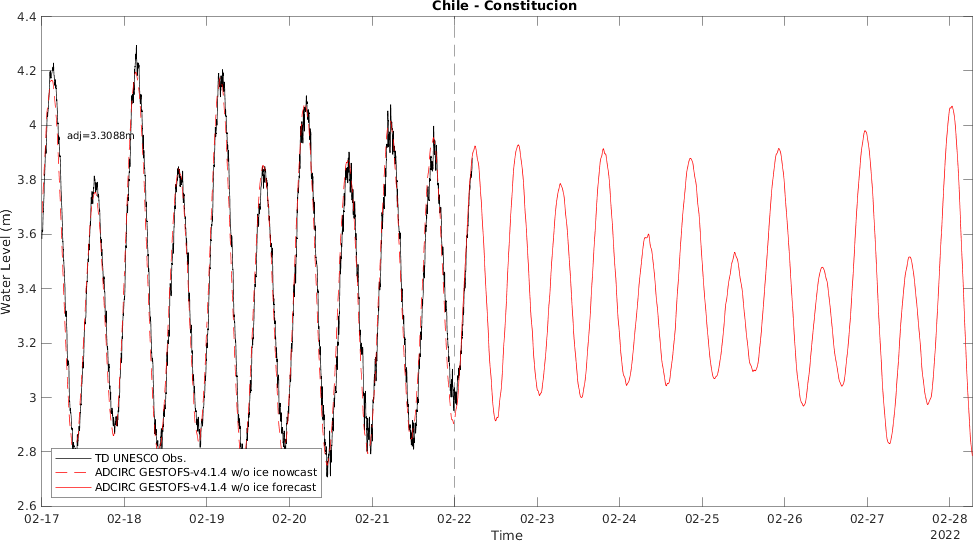 Chile - Constitucion
4.4
4.2
4
3.8
3.6
3.4
3.2
3
2.8
2.6
Water Level (m)
adj=3.3088m
TD UNESCO Obs.
ADCIRC GESTOFS-v4.1.4 w/o ice nowcast
ADCIRC GESTOFS-v4.1.4 w/o ice forecast
02-17 02-18 02-19 02-20 02-21 02-22 02-23 02-24 02-25 02-26 02-27 02-28
Time
2022